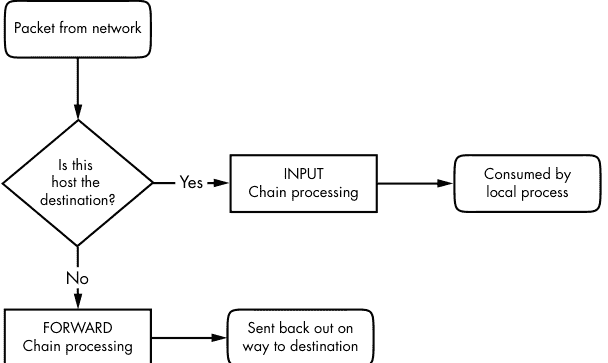 Packet from network
Is this
host the
destination?
Yes
INPUT
Chain processing
Consumed by
local process
No
FORWARD
Chain processing
Sent back out on
way to destination